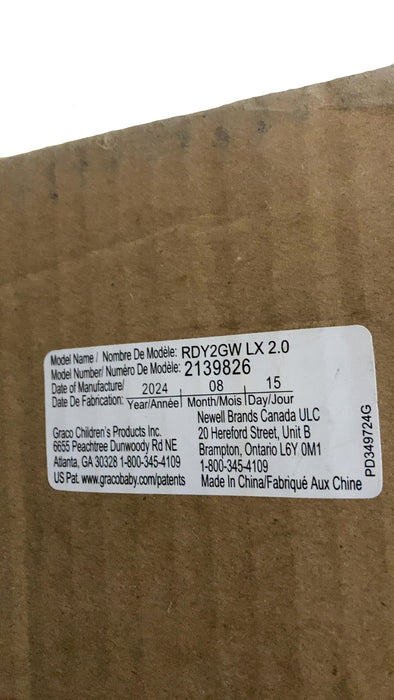 Model Name / Nombre De Modèle: RDY2GW LX 2.0
Model Number/ Numéro De Modèle: 2139826
Date of Manufacture/ 2024 08 15
Date De Fabrication: Year/Année Month/Mois Day/Jour
Graco Children's Products Inc.
6655 Peachtree Dunwoody Rd NE
Atlanta, GA 30328 1-800-345-4109
US Pat. www.gracobaby.com/patents
Newell Brands Canada ULC
20 Hereford Street, Unit B
Brampton, Ontario L6Y 0M1
1-800-345-4109
Made In China/Fabriqué Aux Chine
PD349724G